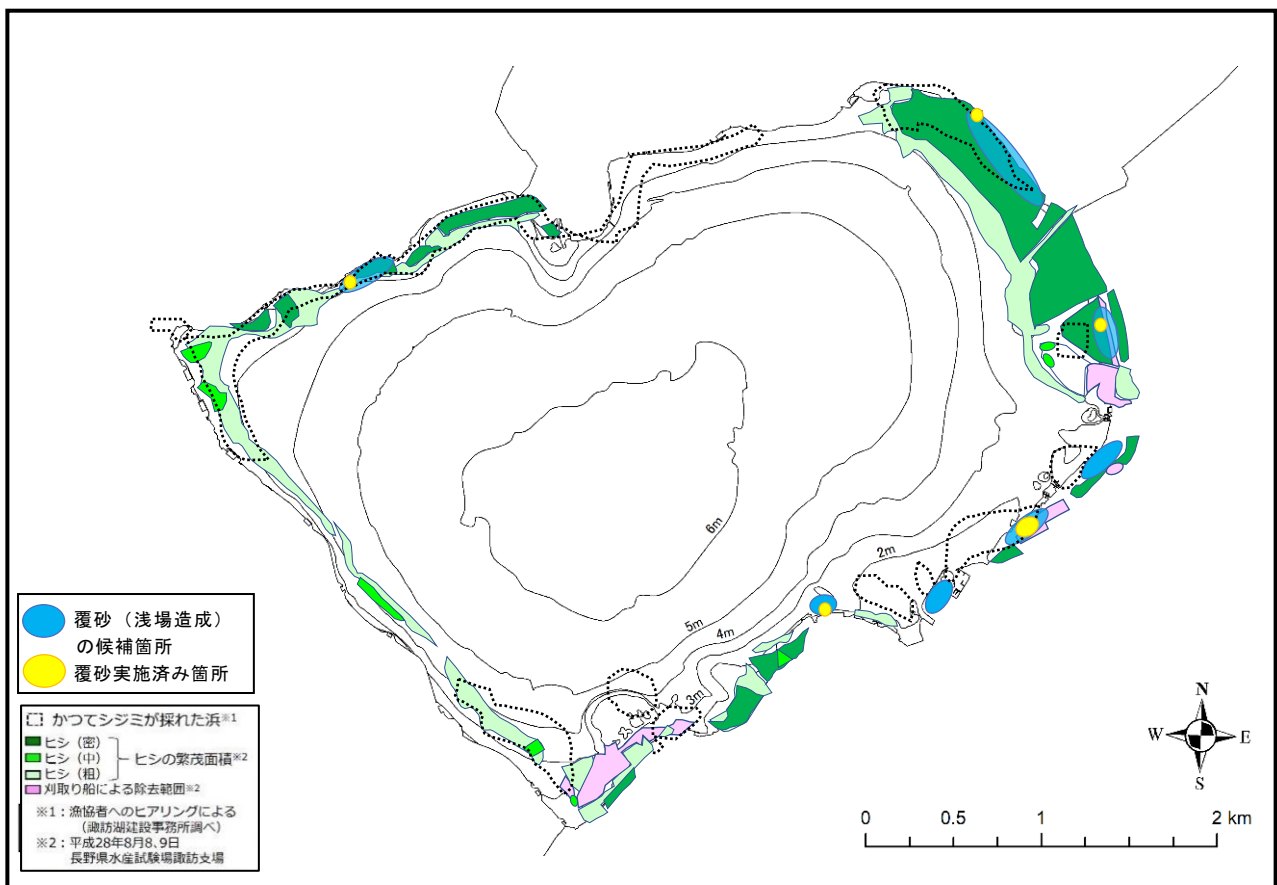 6m
2m
5m
4m
3m
覆砂（浅場造成）
の候補箇所
覆砂実施済み箇所
かつてシジミが採れた浜※1
ヒシ（密）
ヒシ（中） ヒシの繁茂面積※2
ヒシ（粗）
刈取り船による除去範囲※2
※1：漁協者へのヒアリングによる
（諏訪湖建設事務所調べ）
※2：平成28年8月8、9日
長野県水産試験場諏訪支場
N
W E
S
0 0.5 1 2 km